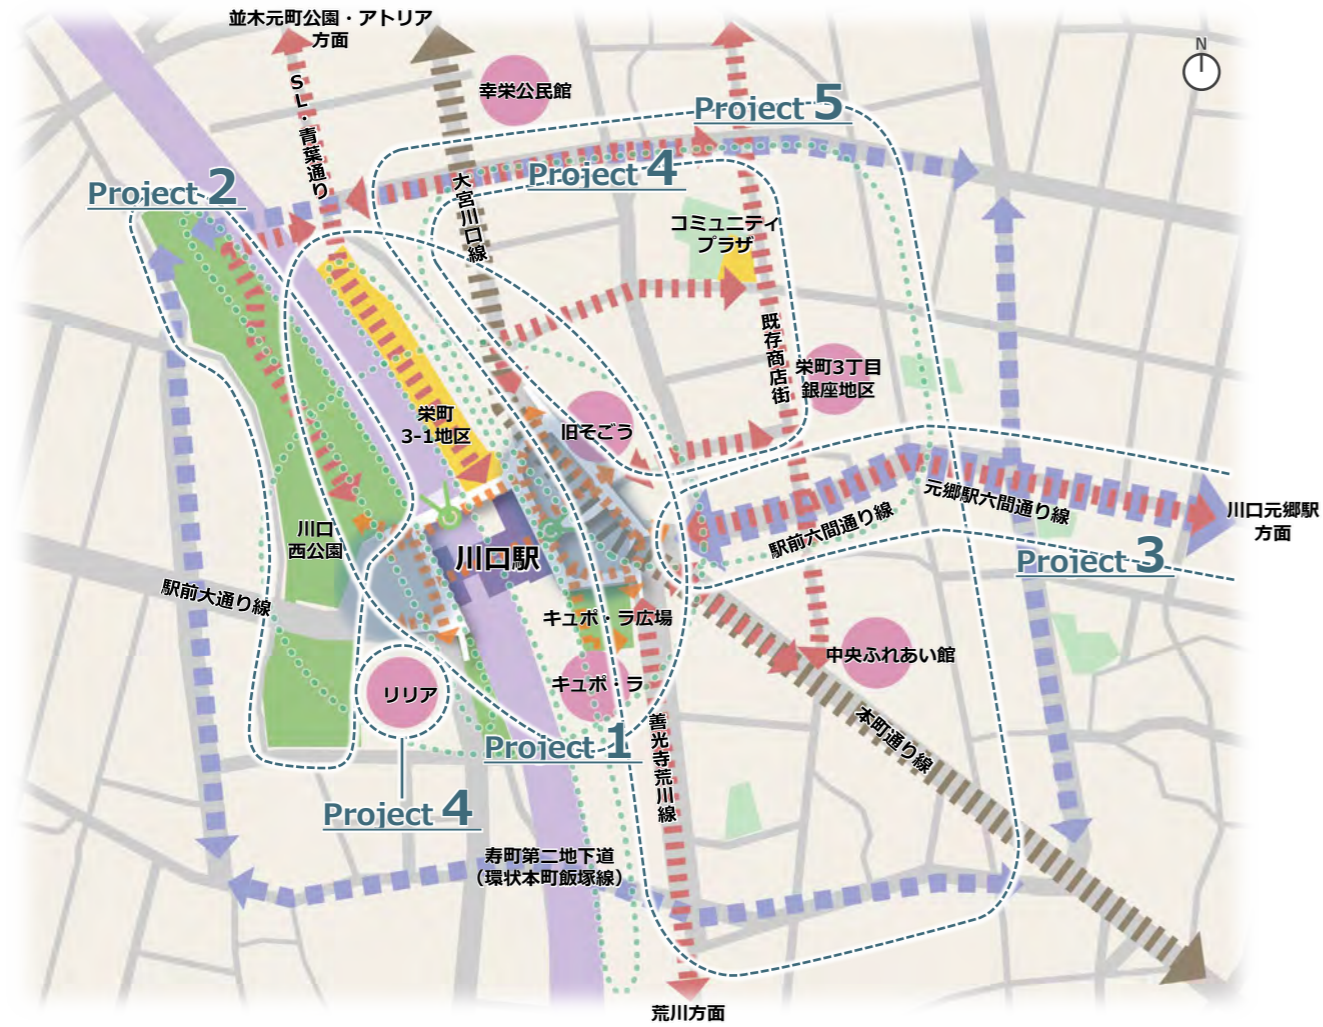 並木元町公園・アトリア
方面
N
SL・青葉通り
幸栄公民館
Project 5
Project 4
Project 2
大宮川口線
コミュニティ
プラザ
既存商店街
栄町3丁目
銀座地区
栄町
3-1地区
旧そごう
元郷駅六間通り線
駅前六間通り線
川口元郷駅
方面
川口
西公園
川口駅
Project 3
駅前大通り線
キュポ・ラ広場
中央ふれあい館
リリア
キュポ・ラ
Project 1
善光寺荒川線
本町通り線
Project 4
寿町第二地下道
（環状本町飯塚線）
荒川方面